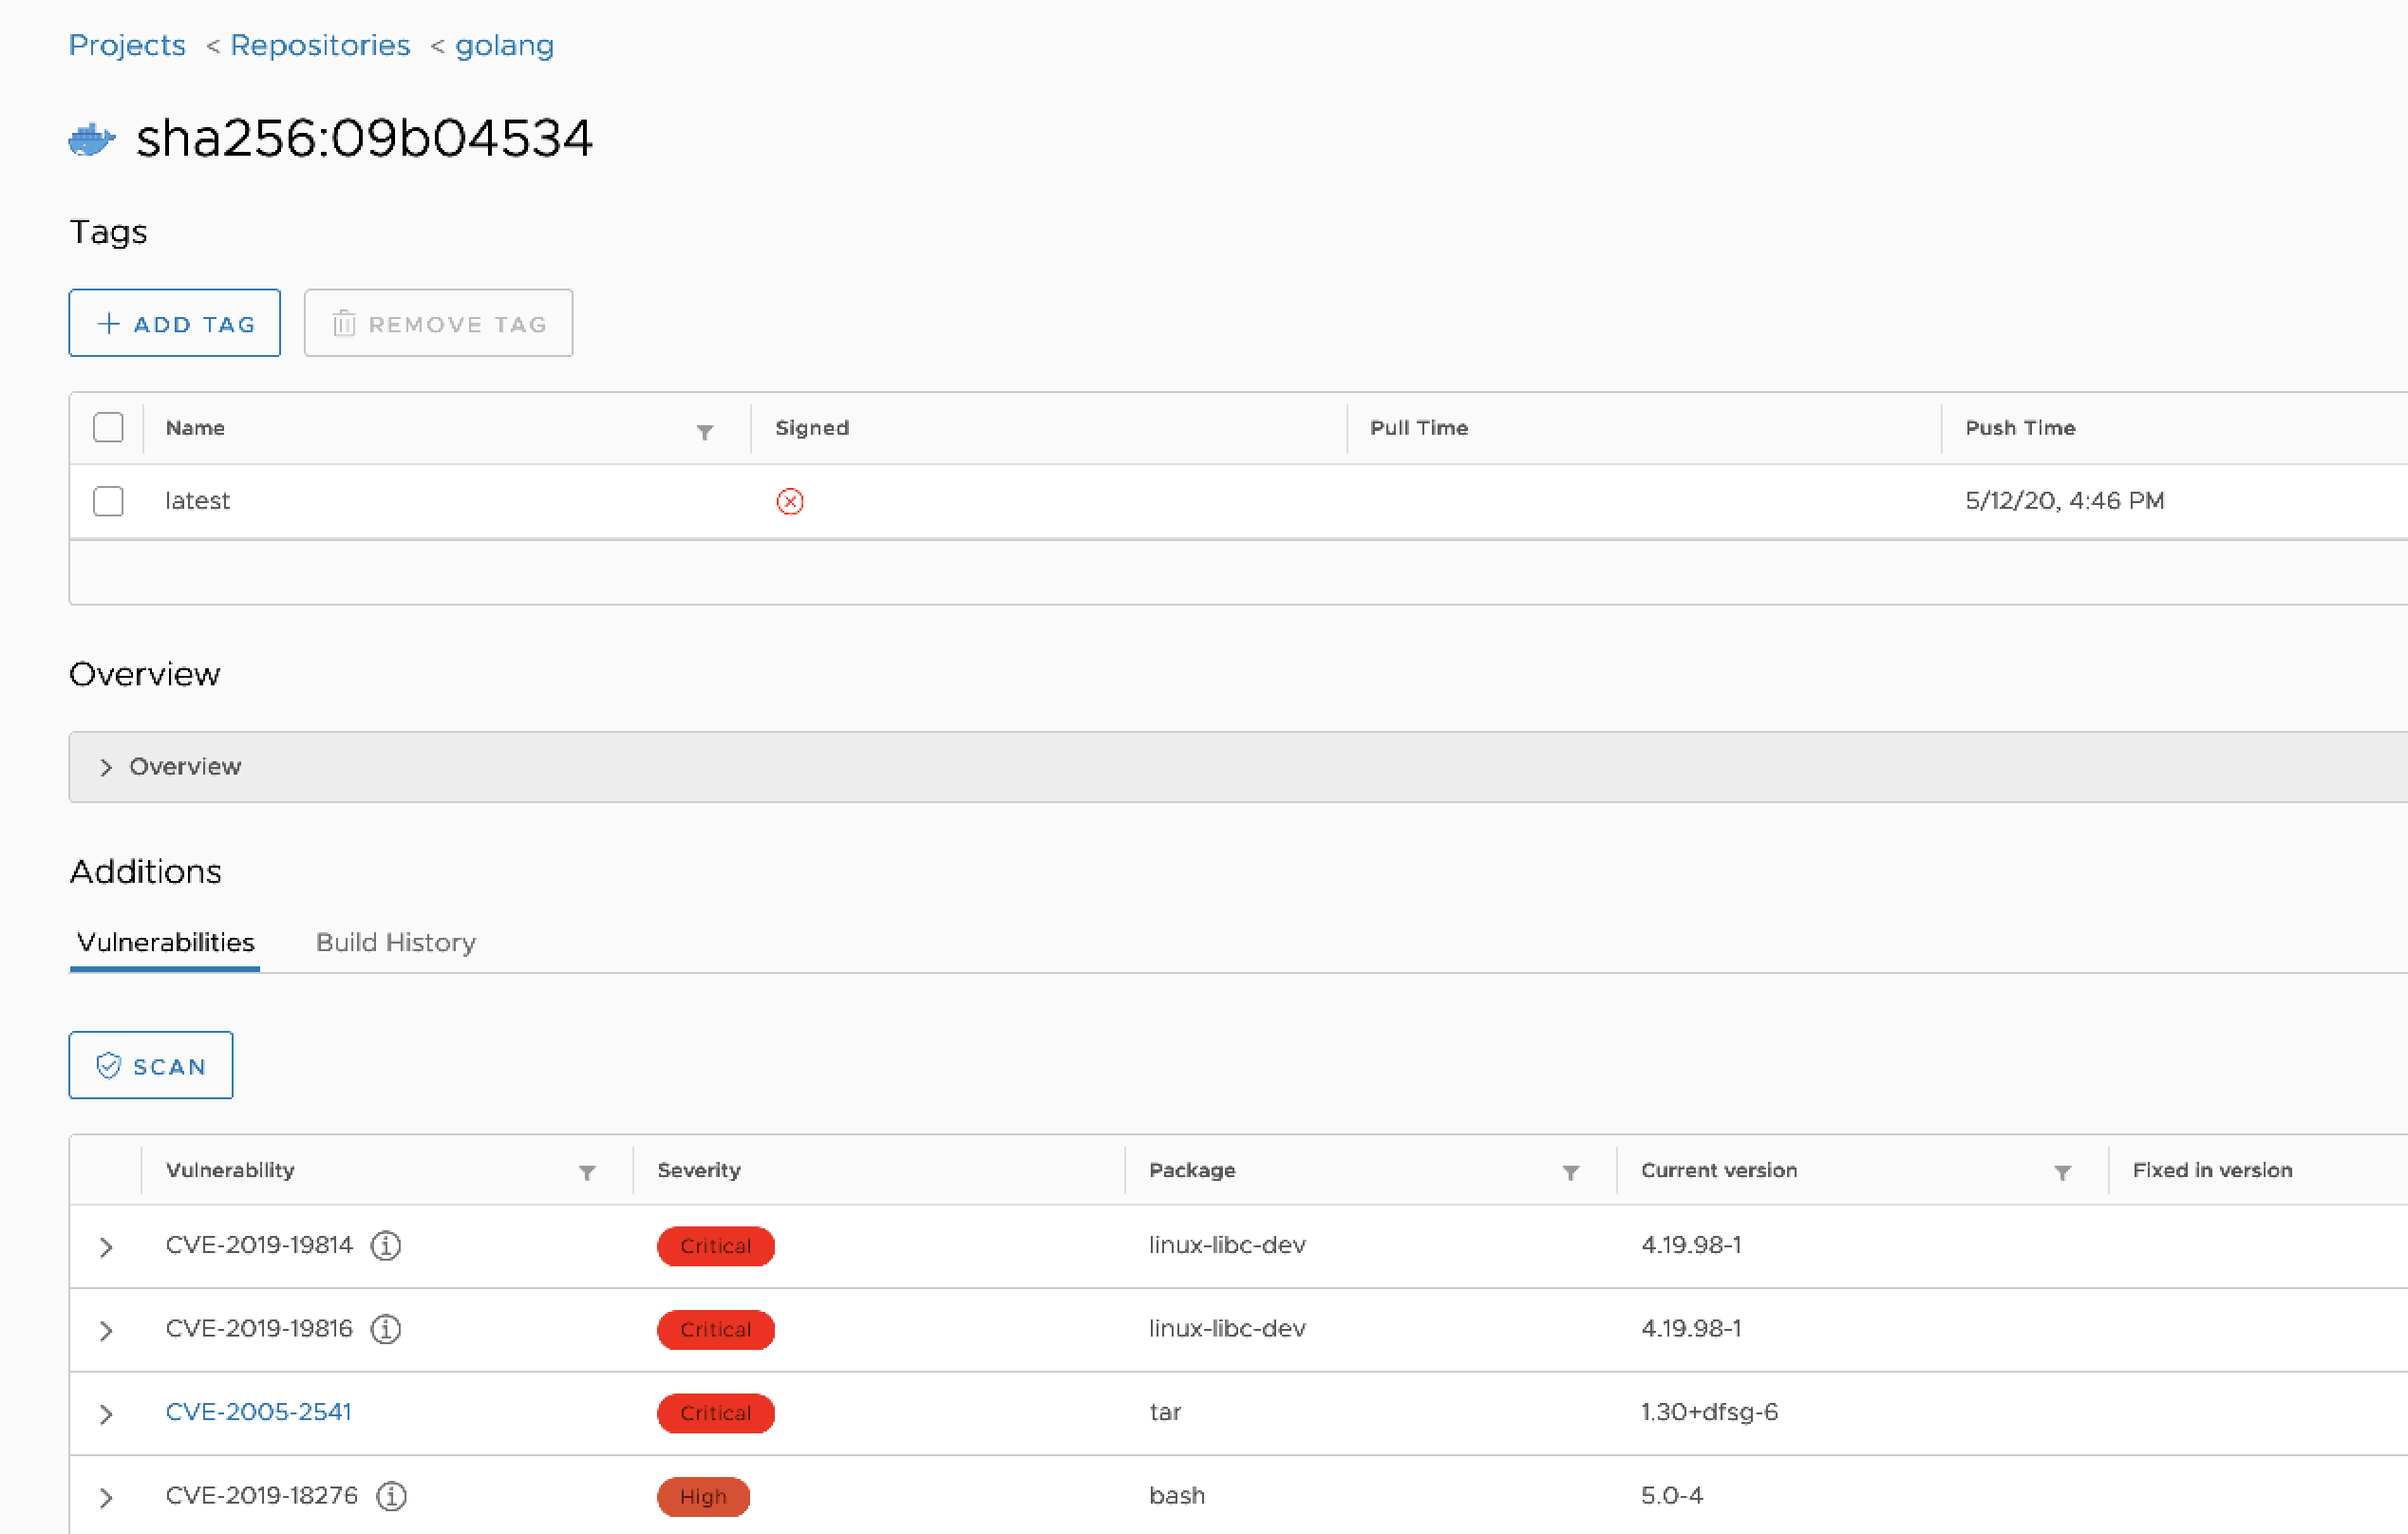 Projects < Repositories < golang
sha256:09b04534
Tags
+ ADD TAG REMOVE TAG
Name Signed Pull Time Push Time
latest 5/12/20, 4:46 PM
Overview
> Overview
Additions
Vulnerabilities Build History
SCAN
Vulnerability Severity Package Current version Fixed in version
> CVE-2019-19814 Critical linux-libc-dev 4.19.98-1
> CVE-2019-19816 Critical linux-libc-dev 4.19.98-1
> CVE-2005-2541 Critical tar 1.30+dfsg-6
> CVE-2019-18276 High bash 5.0-4